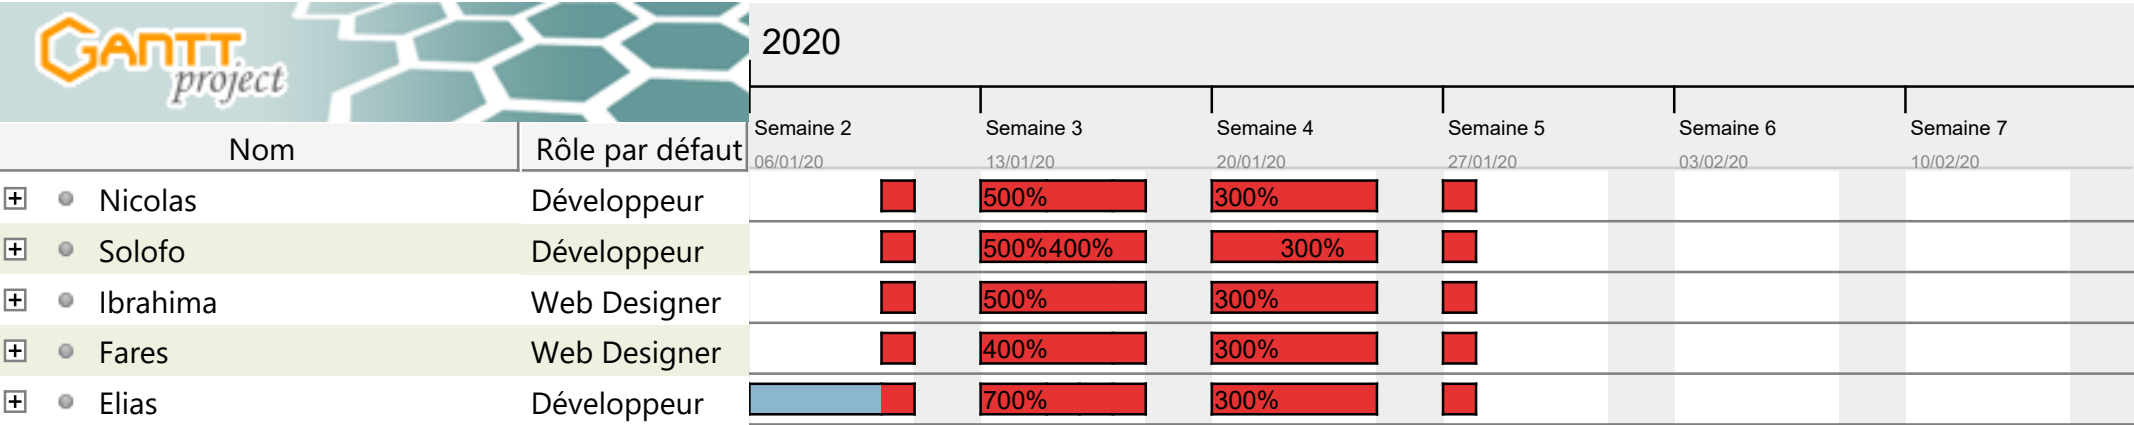 GANTT
project
2020
Semaine 2 Semaine 3 Semaine 4 Semaine 5 Semaine 6 Semaine 7
Nom Rôle par défaut
06/01/20 13/01/20 20/01/20 27/01/20 03/02/20 10/02/20
Nicolas Développeur 500% 300%
Solofo Développeur 500% 400% 300%
Ibrahima Web Designer 500% 300%
Fares Web Designer 400% 300%
Elias Développeur 700% 300%